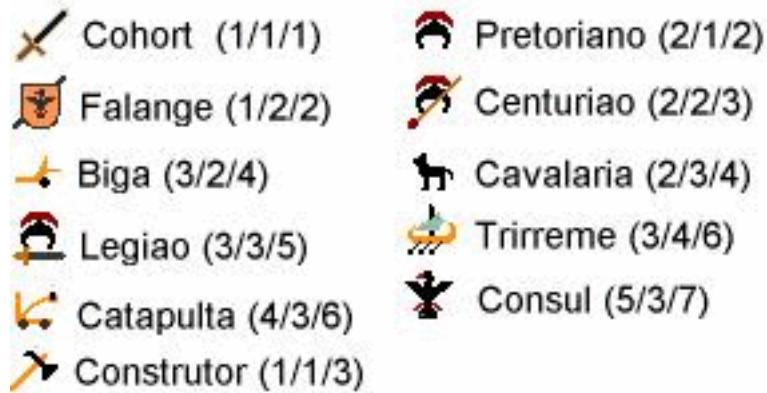 Cohort (1/1/1)
Falange (1/2/2)
Biga (3/2/4)
Legiao (3/3/5)
Catapulta (4/3/6)
Construtor (1/1/3)
Pretoriano (2/1/2)
Centuriao (2/2/3)
Cavalaria (2/3/4)
Trirreme (3/4/6)
Consul (5/3/7)